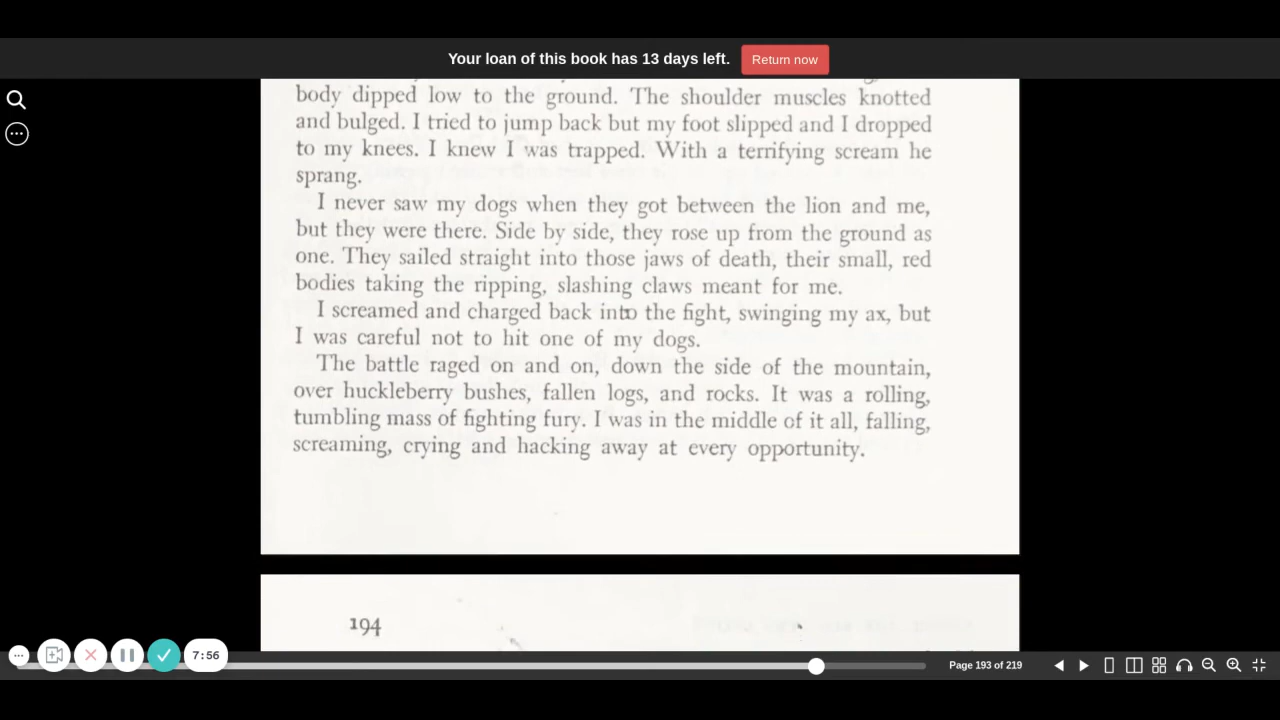 Your loan of this book has 13 days left. Return now
body dipped low to the ground. The shoulder muscles knotted
and bulged. I tried to jump back but my foot slipped and I dropped
to my knees. I knew I was trapped. With a terrifying scream he
sprang.
I never saw my dogs when they got between the lion and me,
but they were there. Side by side, they rose up from the ground as
one. They sailed straight into those jaws of death, their small, red
bodies taking the ripping, slashing claws meant for me.
I screamed and charged back into the fight, swinging my ax, but
I was careful not to hit one of my dogs.
The battle raged on and on, down the side of the mountain,
over huckleberry bushes, fallen logs, and rocks. It was a rolling,
tumbling mass of fighting fury. I was in the middle of it all, falling,
screaming, crying and hacking away at every opportunity.
194
7:56
Page 193 of 219